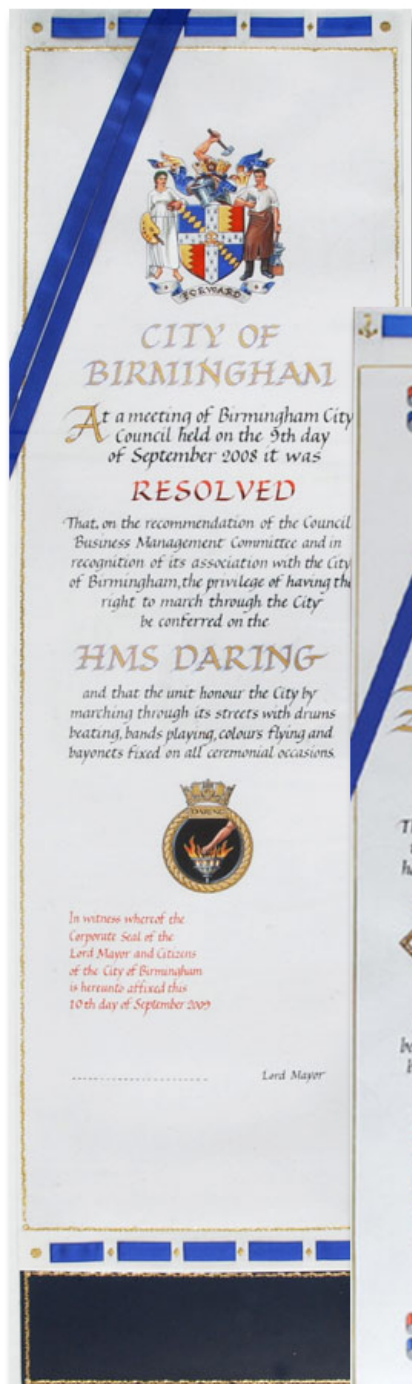 FORWARD
CITY OF
BIRMINGHAM
At a meeting of Birmingham City
Council held on the 9th day
of September 2008 it was
RESOLVED
That, on the recommendation of the Council
Business Management Committee and in
recognition of its association with the City
of Birmingham, the privilege of having the
right to march through the City
be conferred on the
HMS DARING
and that the unit honour the City by
marching through its streets with drums
beating, bands playing, colours flying and
bayonets fixed on all ceremonial occasions.
DARING
In witness whereof the
Corporate Seal of the
Lord Mayor and Citizens
of the City of Birmingham
is hereunto affixed this
10th day of September 2009
Lord Mayor